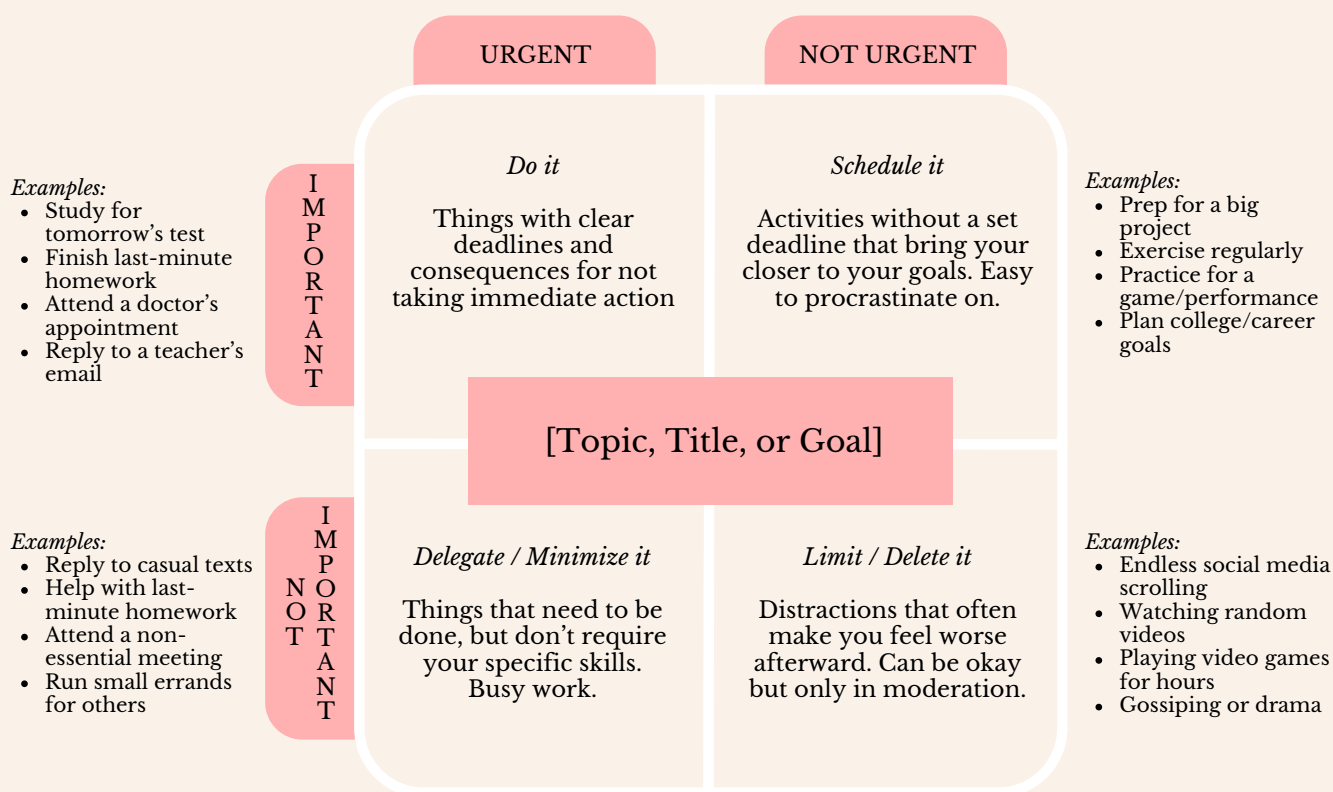 URGENT
NOT URGENT
Examples:
• Study for
tomorrow’s test
• Finish last-minute
homework
• Attend a doctor’s
appointment
• Reply to a teacher’s
email
IMPORTANT
Do it
Things with clear
deadlines and
consequences for not
taking immediate action
Schedule it
Activities without a set
deadline that bring your
closer to your goals. Easy
to procrastinate on.
Examples:
• Prep for a big
project
• Exercise regularly
• Practice for a
game/performance
• Plan college/career
goals
[Topic, Title, or Goal]
Examples:
• Reply to casual texts
• Help with last-
minute homework
• Attend a non-
essential meeting
• Run small errands
for others
NOT
IMPORTANT
Delegate / Minimize it
Things that need to be
done, but don’t require
your specific skills.
Busy work.
Limit / Delete it
Distractions that often
make you feel worse
afterward. Can be okay
but only in moderation.
Examples:
• Endless social media
scrolling
• Watching random
videos
• Playing video games
for hours
• Gossiping or drama